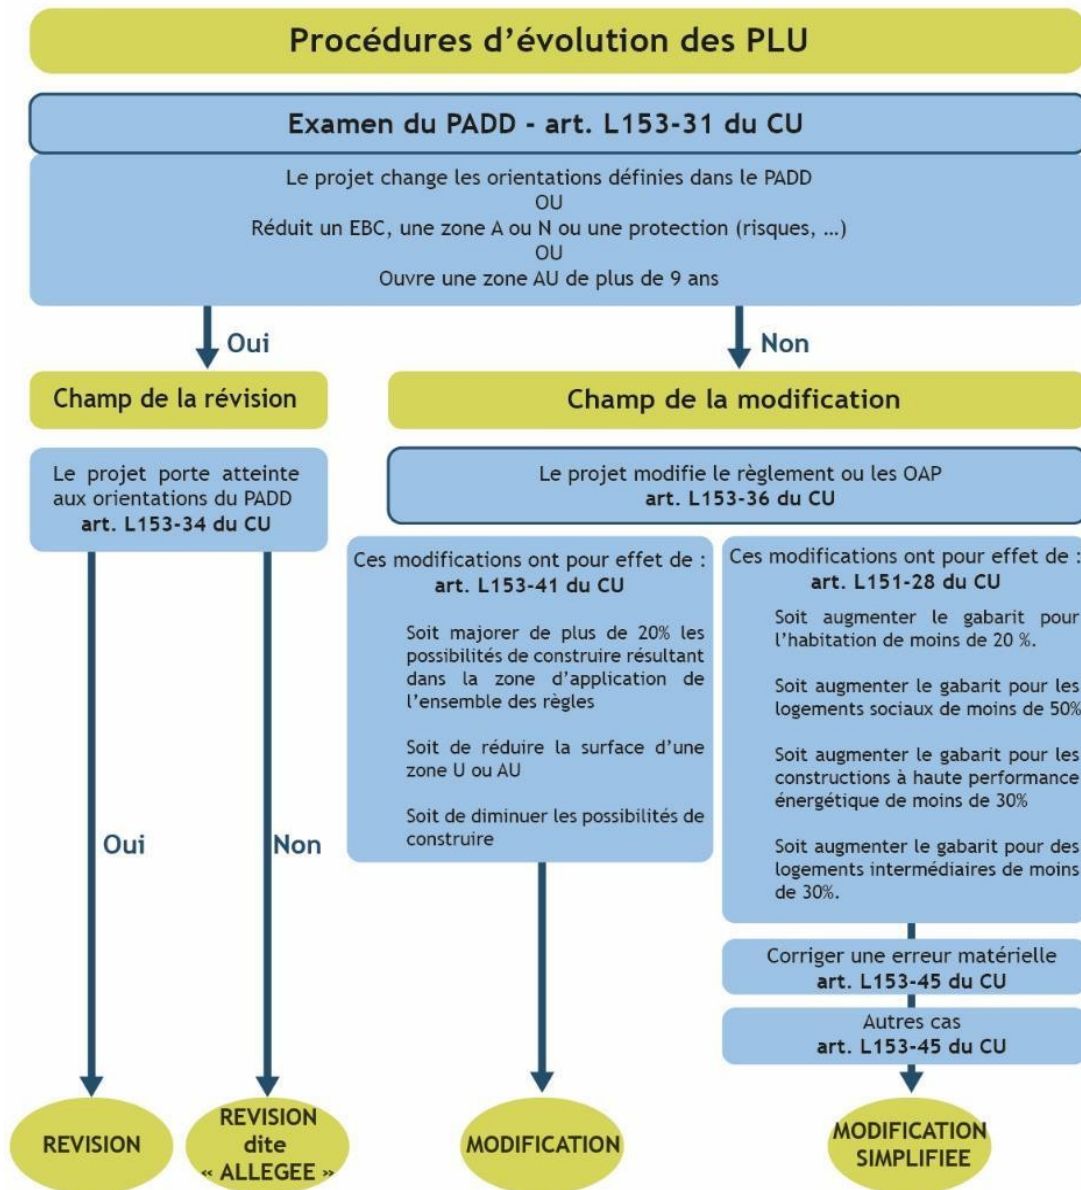 Procédures d'évolution des PLU
Examen du PADD - art. L153-31 du CU
Le projet change les orientations définies dans le PADD
OU
Réduit un EBC, une zone A ou N ou une protection (risques, ...)
OU
Ouvre une zone AU de plus de 9 ans
Oui
Non
Champ de la révision
Champ de la modification
Le projet porte atteinte
aux orientations du PADD
art. L153-34 du CU
Le projet modifie le règlement ou les OAP
art. L153-36 du CU
Ces modifications ont pour effet de :
art. L153-41 du CU
Soit majorer de plus de 20% les
possibilités de construire résultant
dans la zone d'application de
l'ensemble des règles
Soit de réduire la surface d'une
zone U ou AU
Soit de diminuer les possibilités de
construire
Ces modifications ont pour effet de :
art. L151-28 du CU
Soit augmenter le gabarit pour
l'habitation de moins de 20 %.
Soit augmenter le gabarit pour les
logements sociaux de moins de 50%
Soit augmenter le gabarit pour les
constructions à haute performance
énergétique de moins de 30%
Soit augmenter le gabarit pour des
logements intermédiaires de moins
de 30%.
Oui
Non
Corriger une erreur matérielle
art. L153-45 du CU
Autres cas
art. L153-45 du CU
REVISION
REVISION
dite
« ALLEGEE »
MODIFICATION
MODIFICATION
SIMPLIFIEE